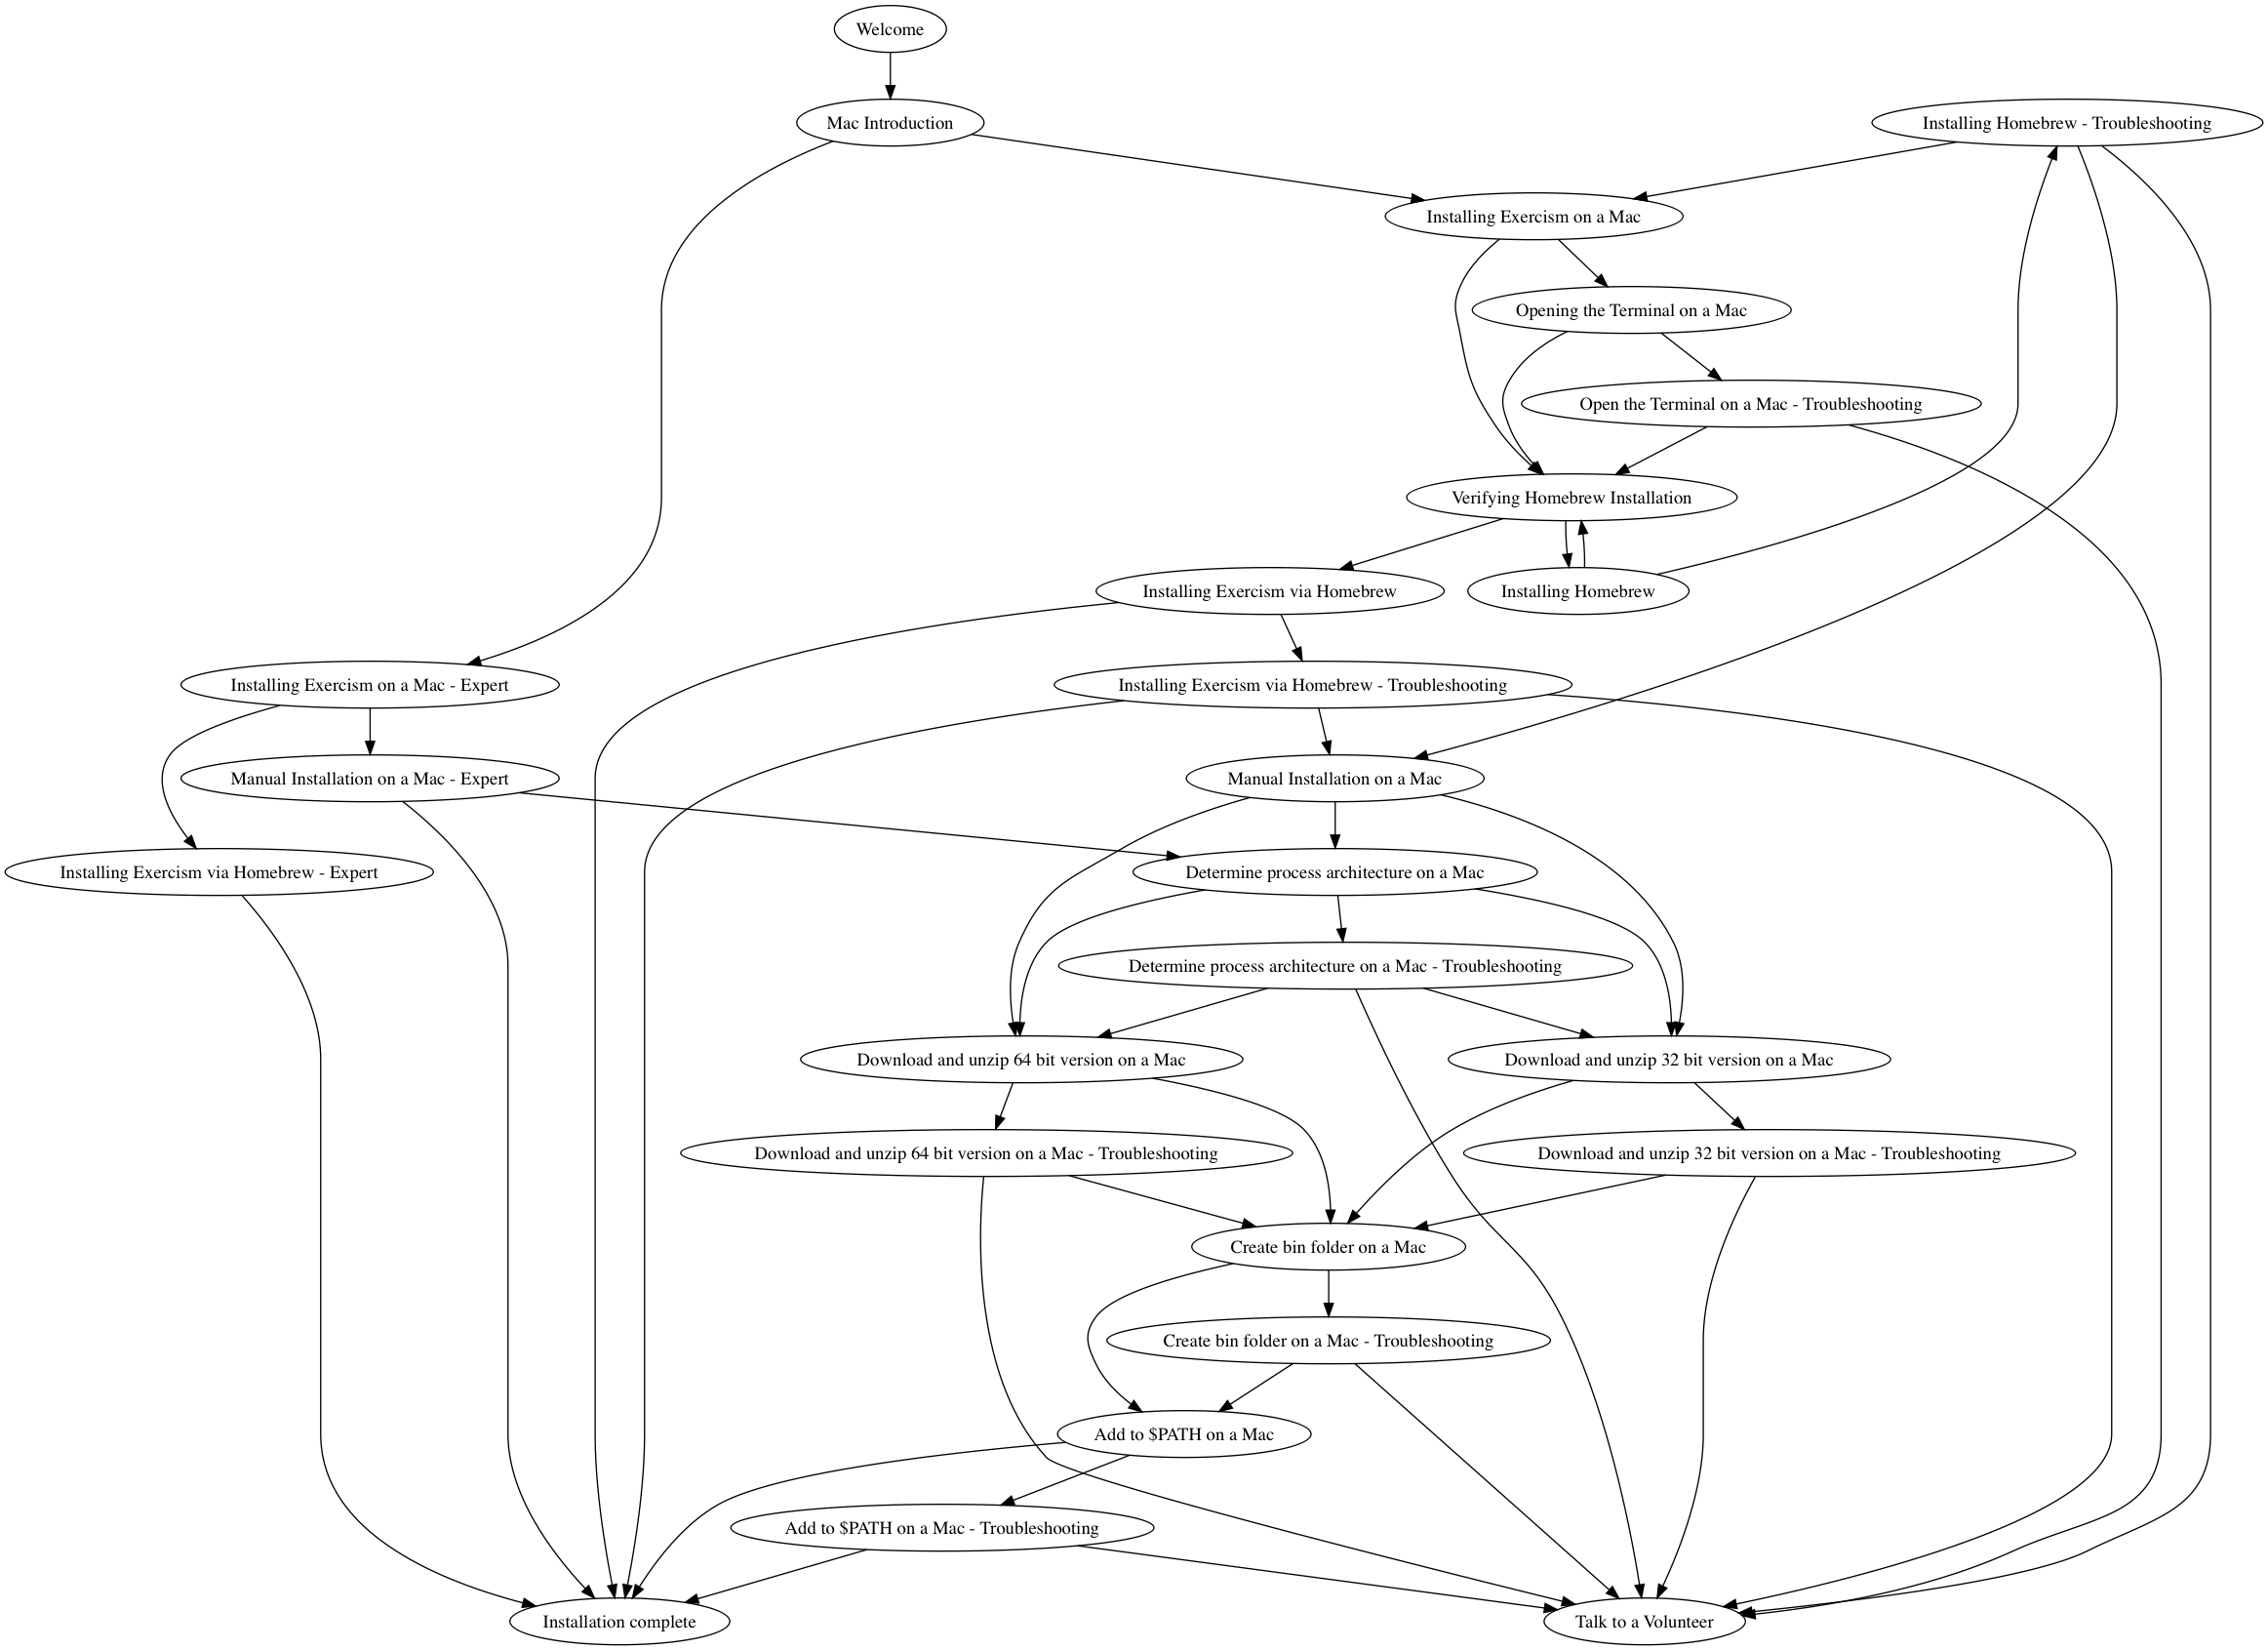 Welcome
Mac Introduction
Installing Homebrew - Troubleshooting
Installing Exercism on a Mac
Opening the Terminal on a Mac
Open the Terminal on a Mac - Troubleshooting
Verifying Homebrew Installation
Installing Exercism via Homebrew
Installing Homebrew
Installing Exercism on a Mac - Expert
Installing Exercism via Homebrew - Troubleshooting
Manual Installation on a Mac - Expert
Manual Installation on a Mac
Installing Exercism via Homebrew - Expert
Determine process architecture on a Mac
Determine process architecture on a Mac - Troubleshooting
Download and unzip 64 bit version on a Mac
Download and unzip 32 bit version on a Mac
Download and unzip 64 bit version on a Mac - Troubleshooting
Download and unzip 32 bit version on a Mac - Troubleshooting
Create bin folder on a Mac
Create bin folder on a Mac - Troubleshooting
Add to $PATH on a Mac
Add to $PATH on a Mac - Troubleshooting
Installation complete
Talk to a Volunteer